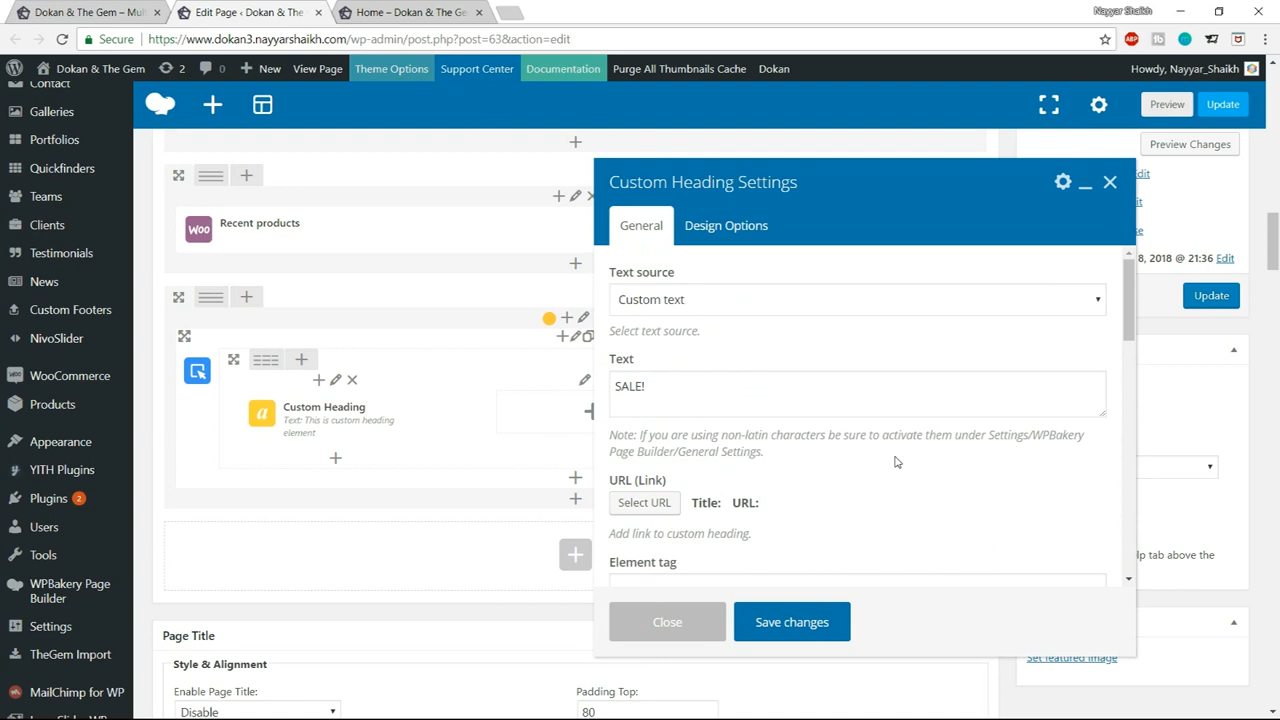 Dokan & The Gem – Mult
Edit Page ‹ Dokan & The
Home – Dokan & The Ge
Nayyar Shaikh
Secure
https://www.dokan3.nayyarshaikh.com/wp-admin/post.php?post=63&action=edit
Dokan & The Gem
2
0
New
View Page
Theme Options
Support Center
Documentation
Purge All Thumbnails Cache
Dokan
Howdy, Nayyar_Shaikh
Contact
Galleries
Portfolios
Quickfinders
Teams
Clients
Testimonials
News
Custom Footers
NivoSlider
WooCommerce
Products
Appearance
YITH Plugins
Plugins 2
Users
Tools
WPBakery Page
Builder
Settings
TheGem Import
MailChimp for WP
Preview
Update
Woo
Recent products
a
Custom Heading
Text: This is custom heading
element
Page Title
Style & Alignment
Enable Page Title:
Disable
Padding Top:
80
Custom Heading Settings
General
Design Options
Text source
Custom text
Select text source.
Text
SALE!
Note: If you are using non-latin characters be sure to activate them under Settings/WPBakery
Page Builder/General Settings.
URL (Link)
Select URL
Title:
URL:
Add link to custom heading.
Element tag
Close
Save changes
Preview Changes
8, 2018 @ 21:36 Edit
Update
tab above the
Set featured image